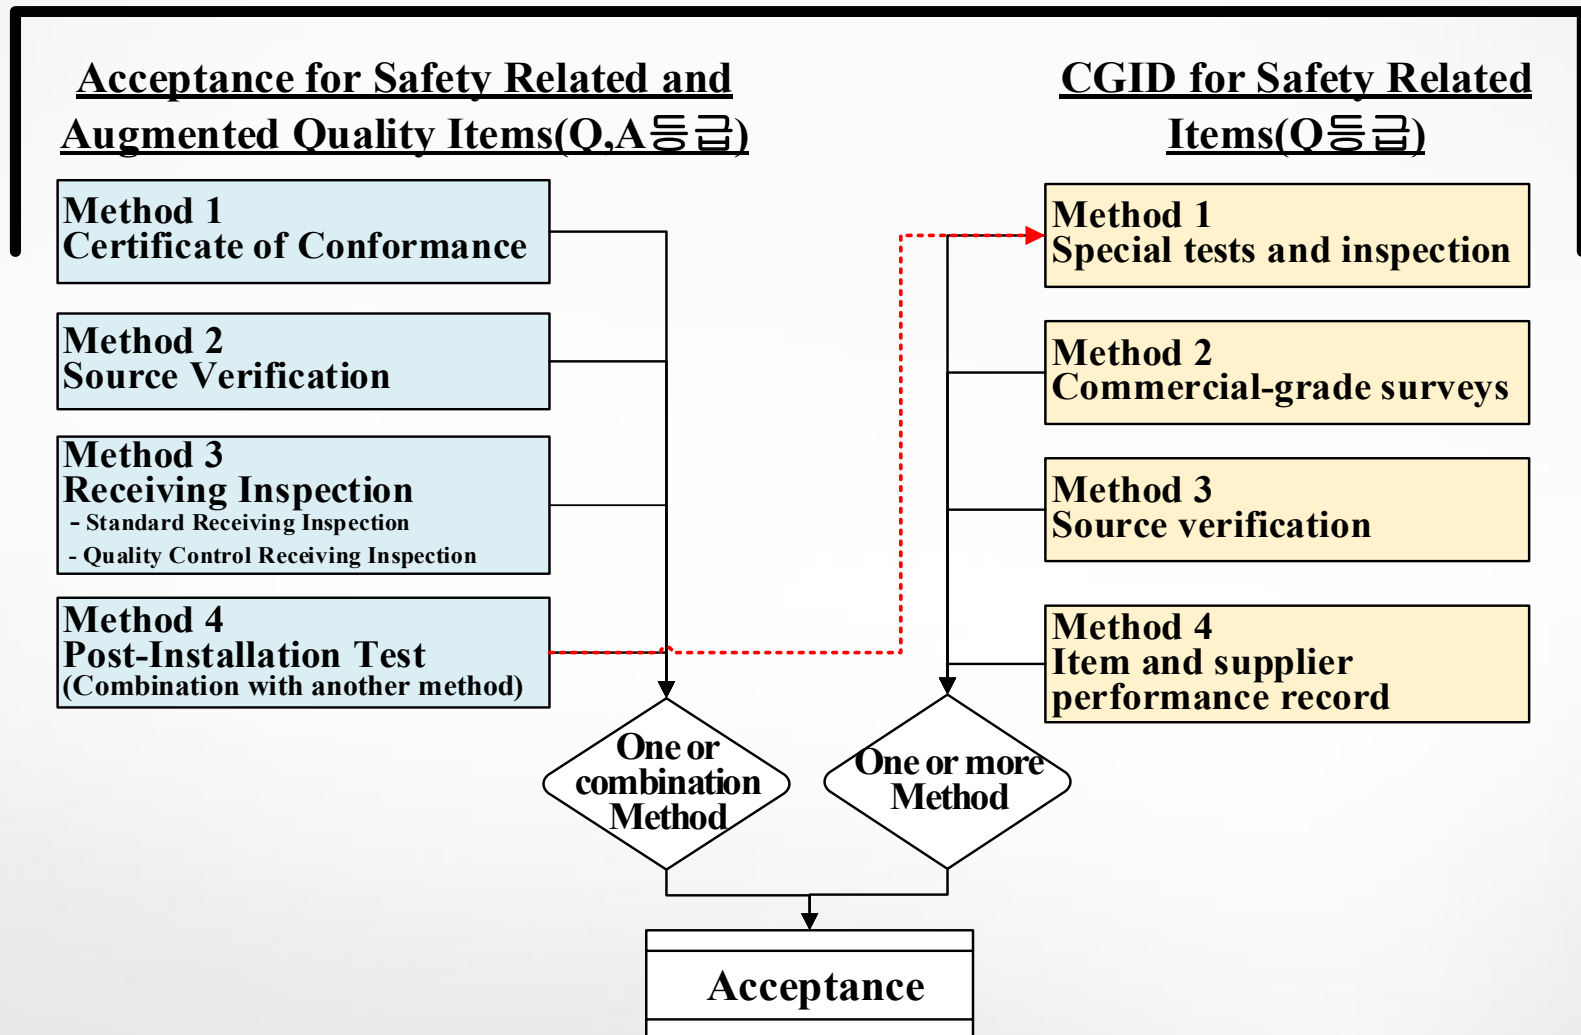 Acceptance for Safety Related and
Augmented Quality Items(Q,A등급)
Method 1
Certificate of Conformance
Method 2
Source Verification
Method 3
Receiving Inspection
- Standard Receiving Inspection
- Quality Control Receiving Inspection
Method 4
Post-Installation Test
(Combination with another method)
One or
combination
Method
CGID for Safety Related
Items(Q등급)
Method 1
Special tests and inspection
Method 2
Commercial-grade surveys
Method 3
Source verification
Method 4
Item and supplier
performance record
One or more
Method
Acceptance